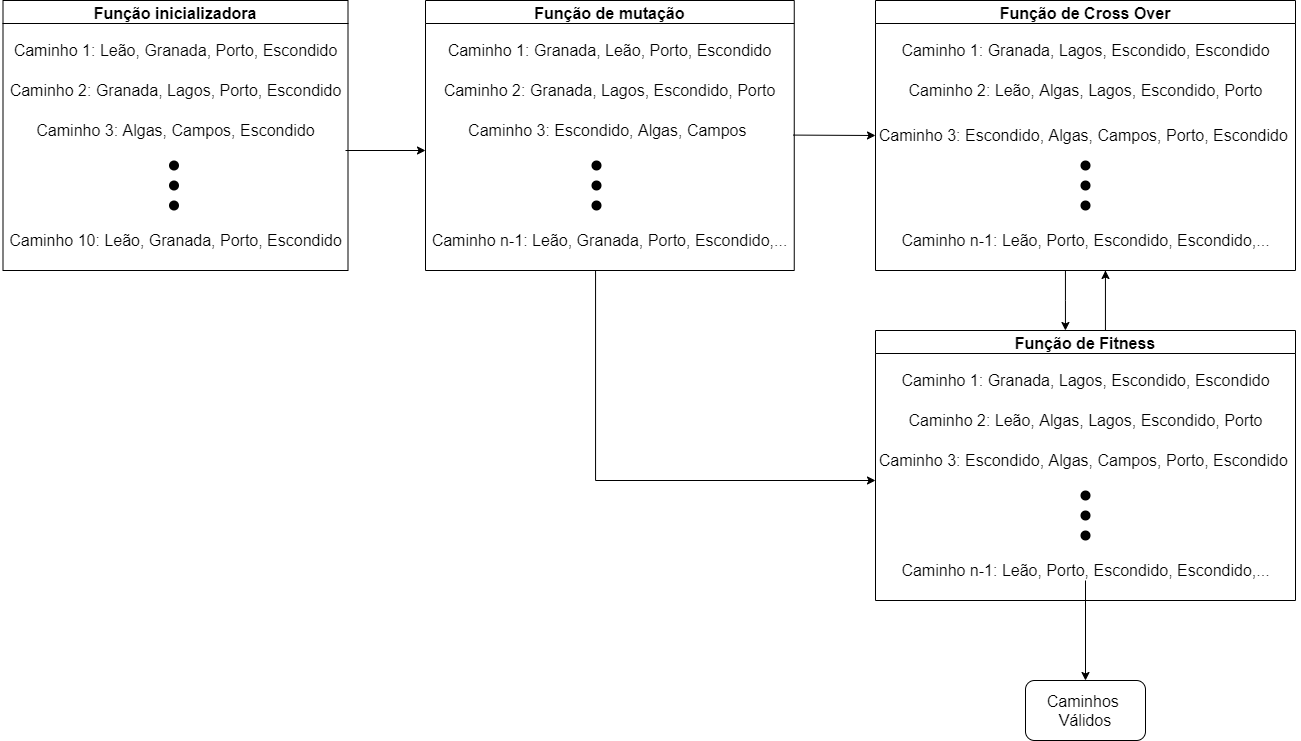 Função inicializadora
Caminho 1: Leão, Granada, Porto, Escondido
Caminho 2: Granada, Lagos, Porto, Escondido
Caminho 3: Algas, Campos, Escondido
Caminho 10: Leão, Granada, Porto, Escondido
Função de mutação
Caminho 1: Granada, Leão, Porto, Escondido
Caminho 2: Granada, Lagos, Escondido, Porto
Caminho 3: Escondido, Algas, Campos
Caminho n-1: Leão, Granada, Porto, Escondido,...
Função de Cross Over
Caminho 1: Granada, Lagos, Escondido, Escondido
Caminho 2: Leão, Algas, Lagos, Escondido, Porto
Caminho 3: Escondido, Algas, Campos, Porto, Escondido
Caminho n-1: Leão, Porto, Escondido, Escondido,...
Função de Fitness
Caminho 1: Granada, Lagos, Escondido, Escondido
Caminho 2: Leão, Algas, Lagos, Escondido, Porto
Caminho 3: Escondido, Algas, Campos, Porto, Escondido
Caminho n-1: Leão, Porto, Escondido, Escondido,...
Caminhos
Válidos